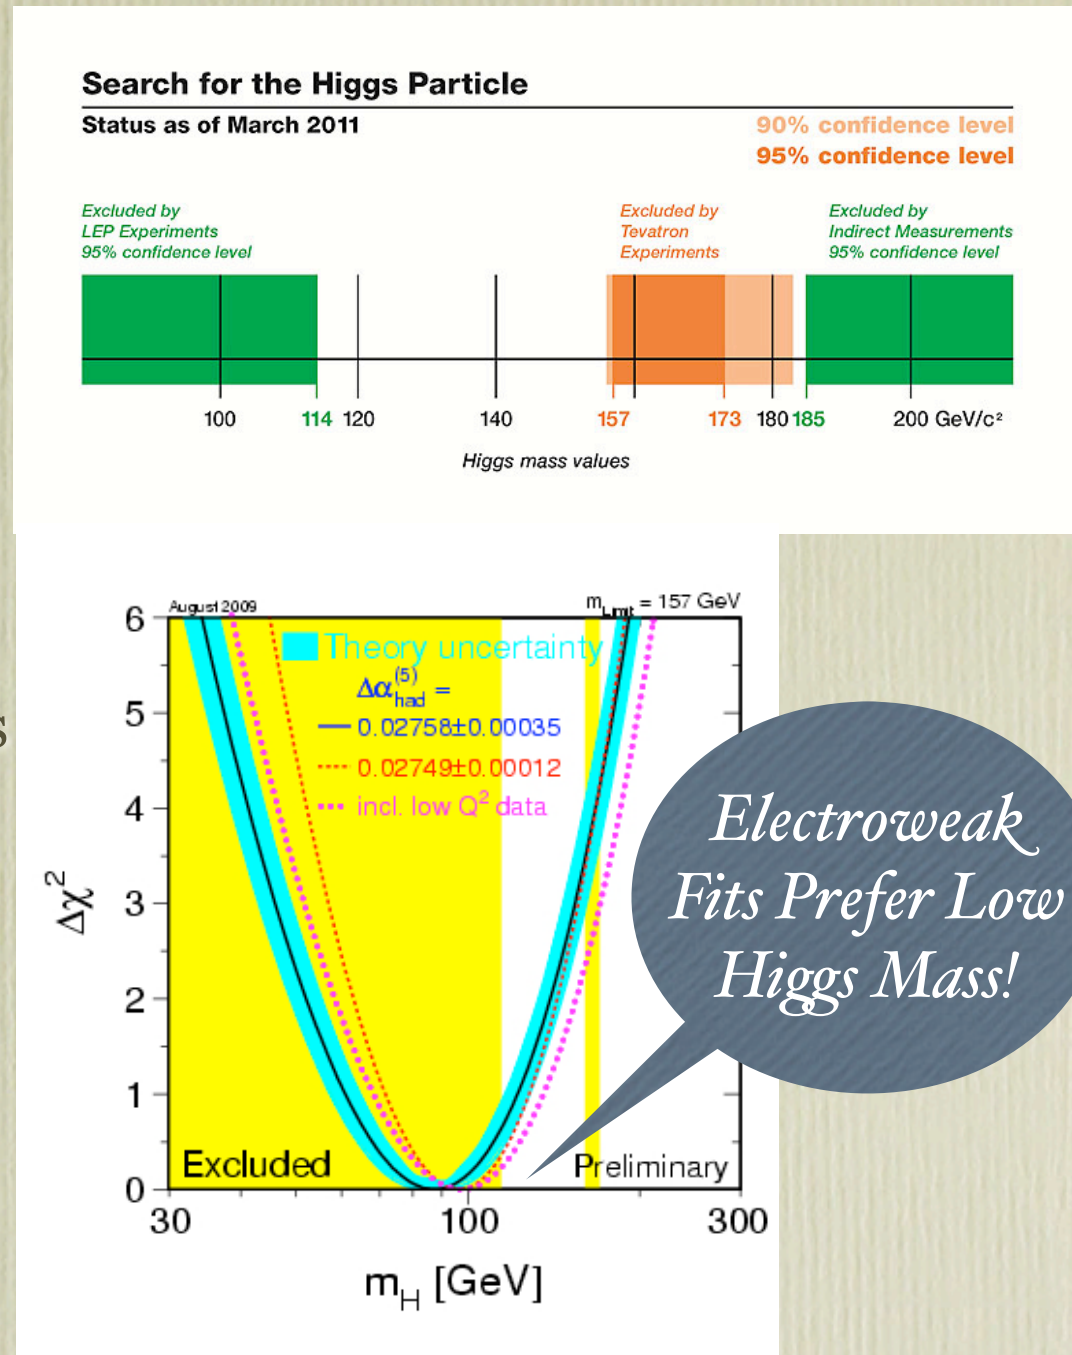 Search for the Higgs Particle
Status as of March 2011
90% confidence level
95% confidence level
Excluded by
LEP Experiments
95% confidence level
Excluded by
Tevatron
Experiments
Excluded by
Indirect Measurements
95% confidence level
100 114 120 140 157 173 180 185 200 GeV/c²
Higgs mass values
s
August 2009
m_Limit = 157 GeV
Theory uncertainty
Δα_had^(5) =
0.02758±0.00035
0.02749±0.00012
incl. low Q² data
6
5
4
3
2
1
0
Δχ²
Excluded
Preliminary
30 100 300
m_H [GeV]
Electroweak
Fits Prefer Low
Higgs Mass!